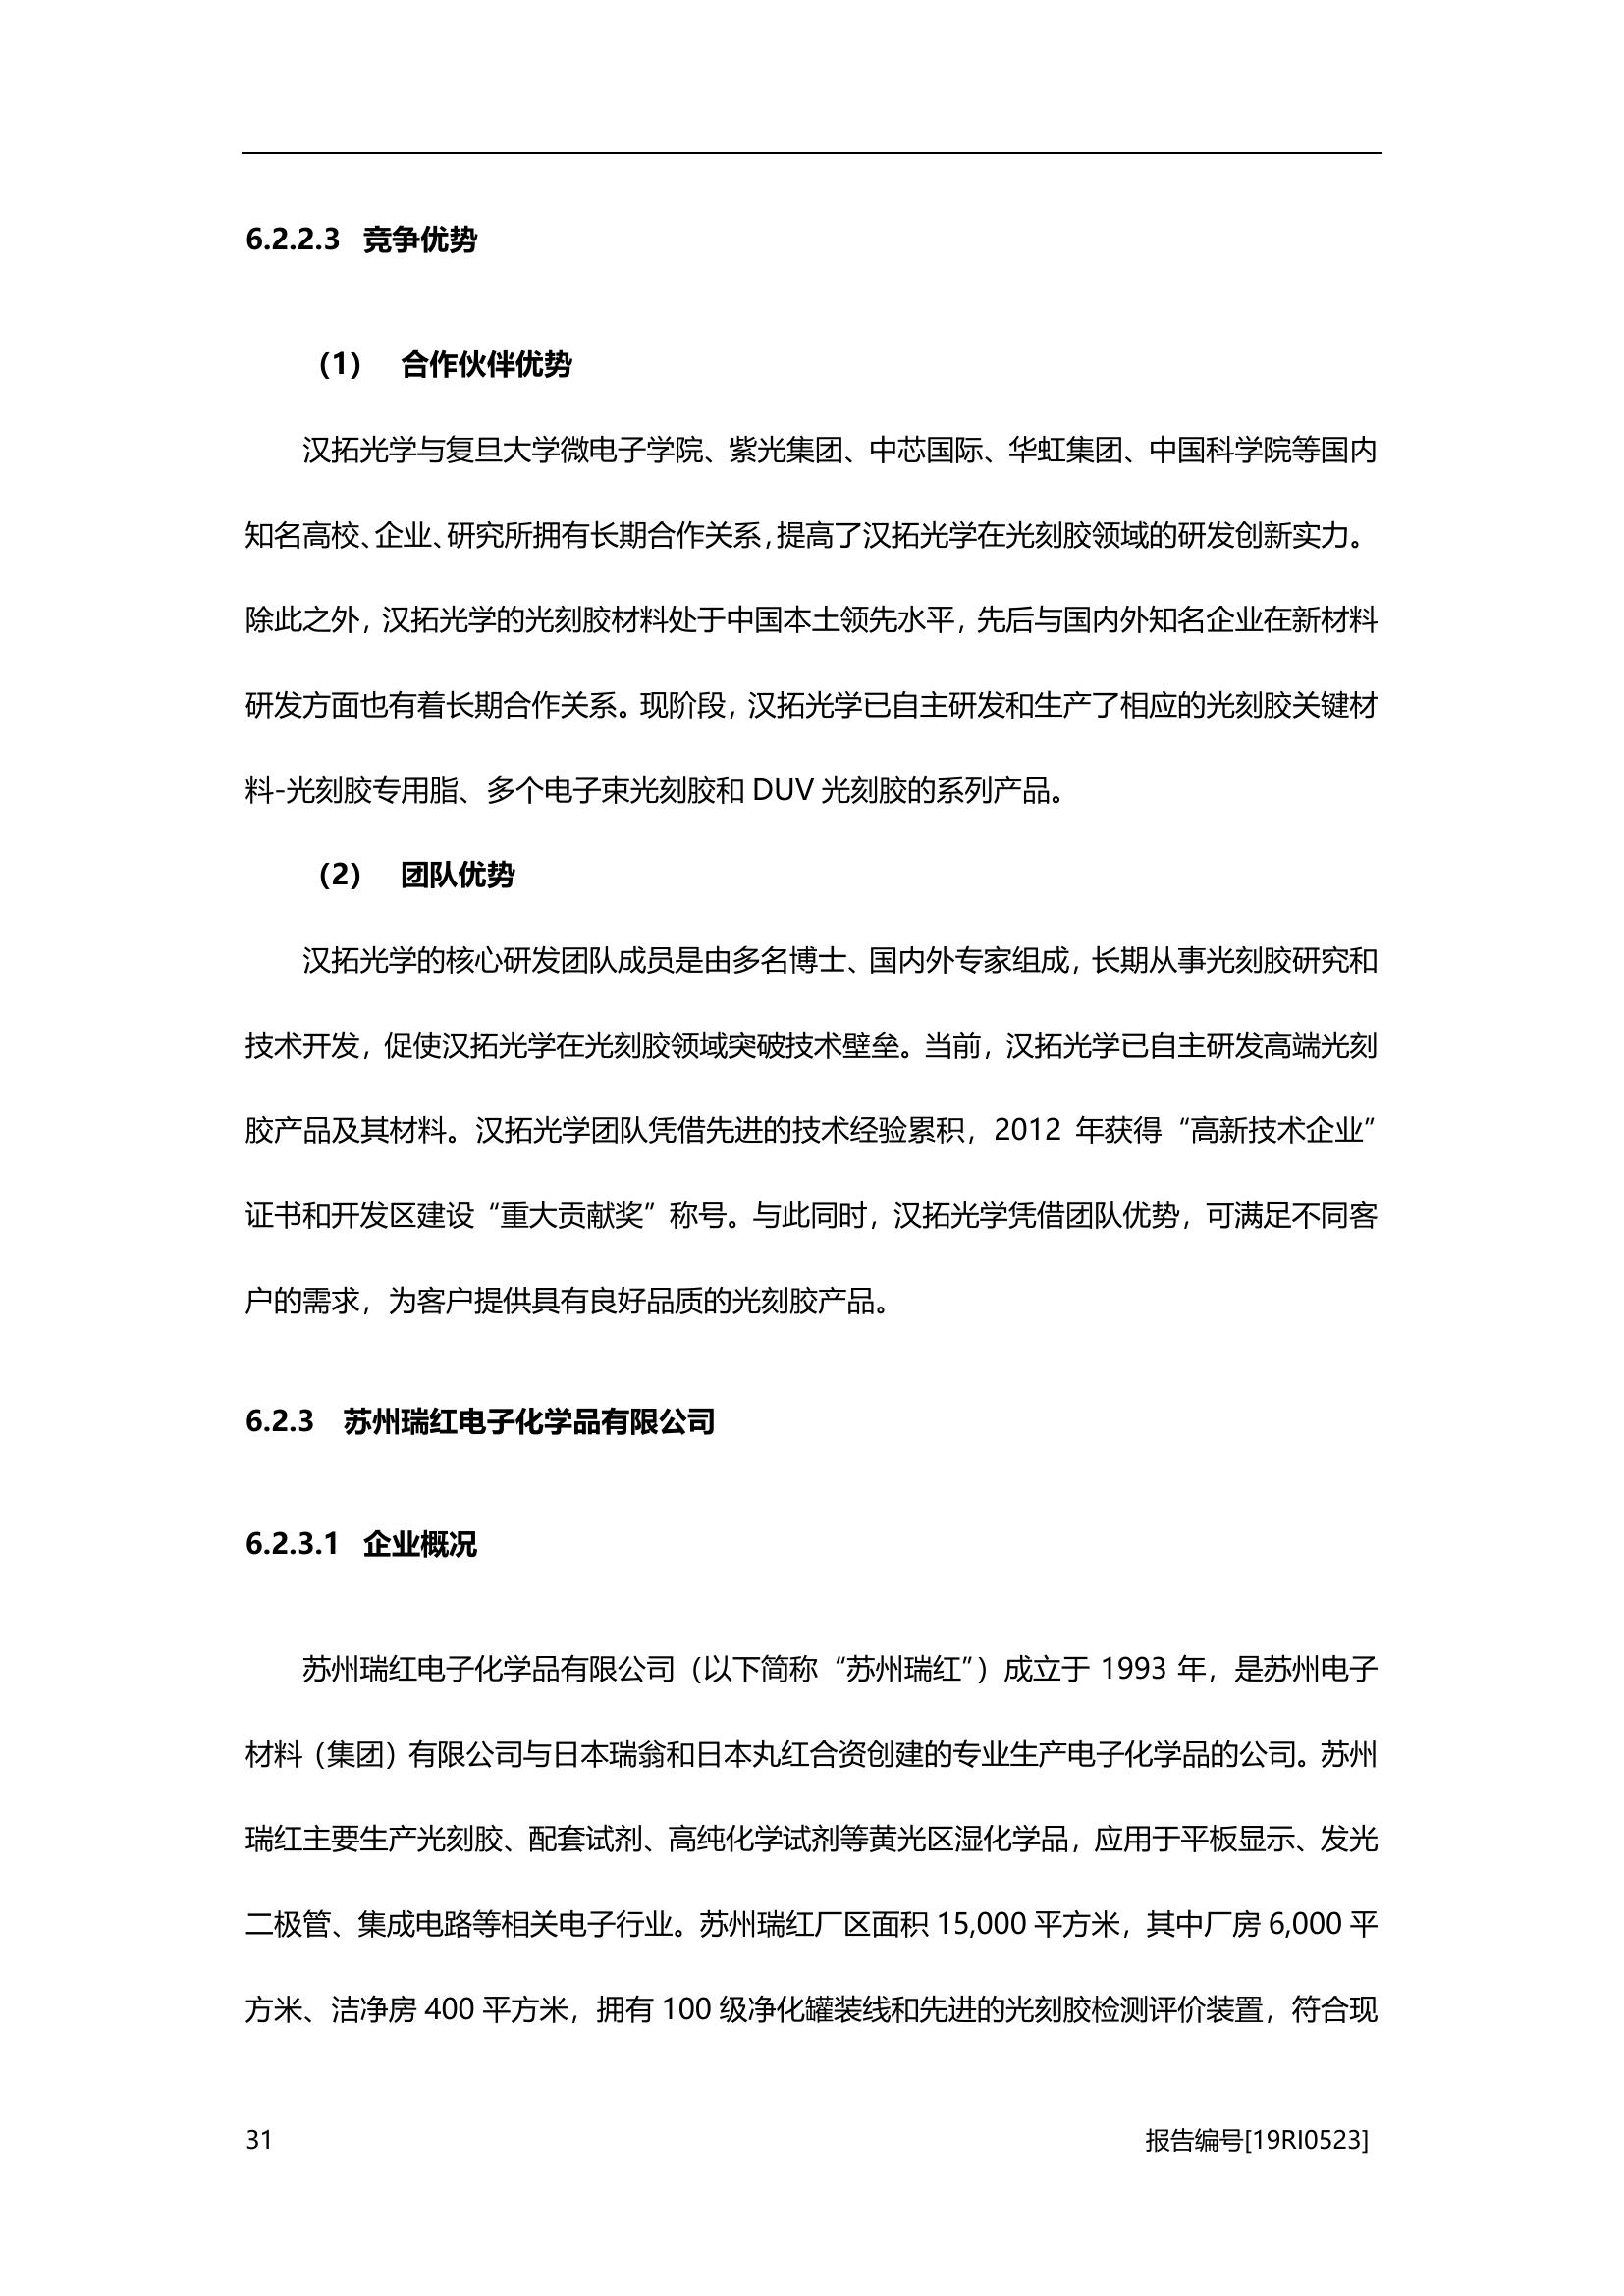 6.2.2.3 竞争优势
（1） 合作伙伴优势
汉拓光学与复旦大学微电子学院、紫光集团、中芯国际、华虹集团、中国科学院等国内
知名高校、企业、研究所拥有长期合作关系，提高了汉拓光学在光刻胶领域的研发创新实力。
除此之外，汉拓光学的光刻胶材料处于中国本土领先水平，先后与国内外知名企业在新材料
研发方面也有着长期合作关系。现阶段，汉拓光学已自主研发和生产了相应的光刻胶关键材
料-光刻胶专用脂、多个电子束光刻胶和 DUV 光刻胶的系列产品。
（2） 团队优势
汉拓光学的核心研发团队成员是由多名博士、国内外专家组成，长期从事光刻胶研究和
技术开发，促使汉拓光学在光刻胶领域突破技术壁垒。当前，汉拓光学已自主研发高端光刻
胶产品及其材料。汉拓光学团队凭借先进的技术经验累积，2012 年获得“高新技术企业”
证书和开发区建设“重大贡献奖”称号。与此同时，汉拓光学凭借团队优势，可满足不同客
户的需求，为客户提供具有良好品质的光刻胶产品。
6.2.3 苏州瑞红电子化学品有限公司
6.2.3.1 企业概况
苏州瑞红电子化学品有限公司（以下简称“苏州瑞红”）成立于 1993 年，是苏州电子
材料（集团）有限公司与日本瑞翁和日本丸红合资创建的专业生产电子化学品的公司。苏州
瑞红主要生产光刻胶、配套试剂、高纯化学试剂等黄光区湿化学品，应用于平板显示、发光
二极管、集成电路等相关电子行业。苏州瑞红厂区面积 15,000 平方米，其中厂房 6,000 平
方米、洁净房 400 平方米，拥有 100 级净化罐装线和先进的光刻胶检测评价装置，符合现
31 报告编号[19RI0523]